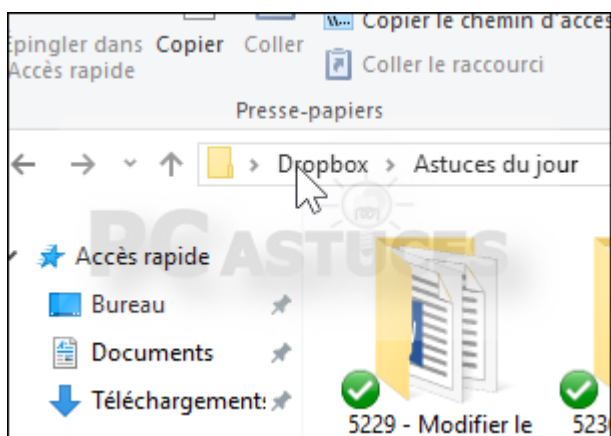 Copier le chemin d'accès
Épingler dans Copier Coller
Accès rapide
Coller le raccourci
Presse-papiers
Dropbox > Astuces du jour
PC ASTUCES
Accès rapide
Bureau
Documents
Téléchargements
5229 - Modifier le
523